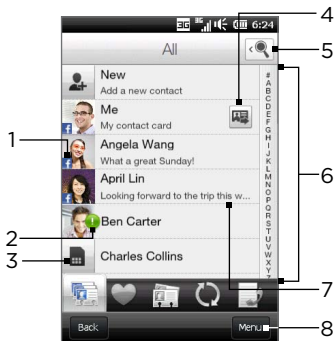 3G 3G 6:24
4
All
5
New
Add a new contact
Me
My contact card
1
Angela Wang
What a great Sunday!
6
April Lin
Looking forward to the trip this w...
2
Ben Carter
7
3
Charles Collins
#
A
B
C
D
E
F
G
H
I
J
K
L
M
N
O
P
Q
R
S
T
U
V
W
X
Y
Z
Back
Menu
8